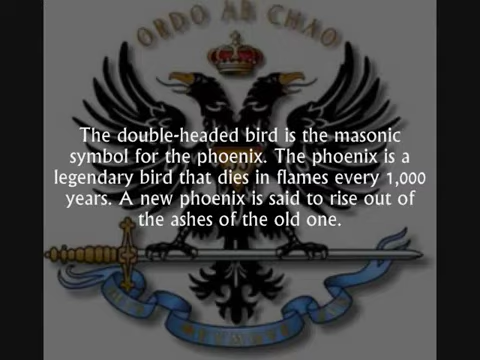 ORDO AB CHAO
The double-headed bird is the masonic
symbol for the phoenix. The phoenix is a
legendary bird that dies in flames every 1,000
years. A new phoenix is said to rise out of
the ashes of the old one.